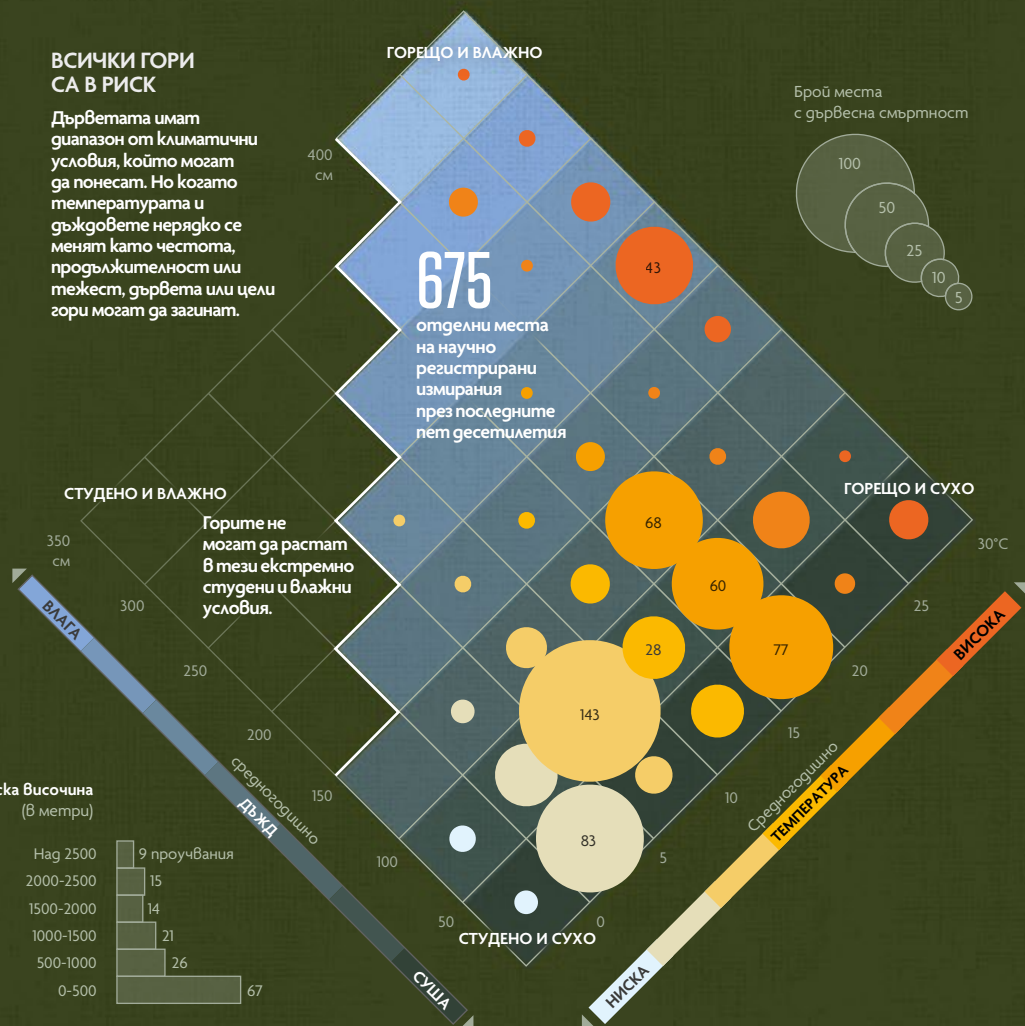 ВСИЧКИ ГОРИ
СА В РИСК
Дърветата имат
диапазон от климатични
условия, който могат
да понесат. Но когато
температурата и
дъждовете нерядко се
менят като честота,
продължителност или
тежест, дървета или цели
гори могат да загинат.
ГОРЕЩО И ВЛАЖНО
400
см
Брой места
с дървесна смъртност
100
50
25
10
5
43
675
отделни места
на научно
регистрирани
измирания
през последните
пет десетилетия
СТУДЕНО И ВЛАЖНО
Горите не
могат да растат
в тези екстремно
студени и влажни
условия.
ГОРЕЩО И СУХО
68
60
28
77
143
83
350
см
300
250
200
150
100
50
средногодишно
ВЛАГА
ДЪЖД
СУША
30°C
25
20
15
10
5
0
Средногодишно
ВИСОКА
ТЕМПЕРАТУРА
НИСКА
СТУДЕНО И СУХО
ска височина
(в метри)
Над 2500 9 проучвания
2000-2500 15
1500-2000 14
1000-1500 21
500-1000 26
0-500 67